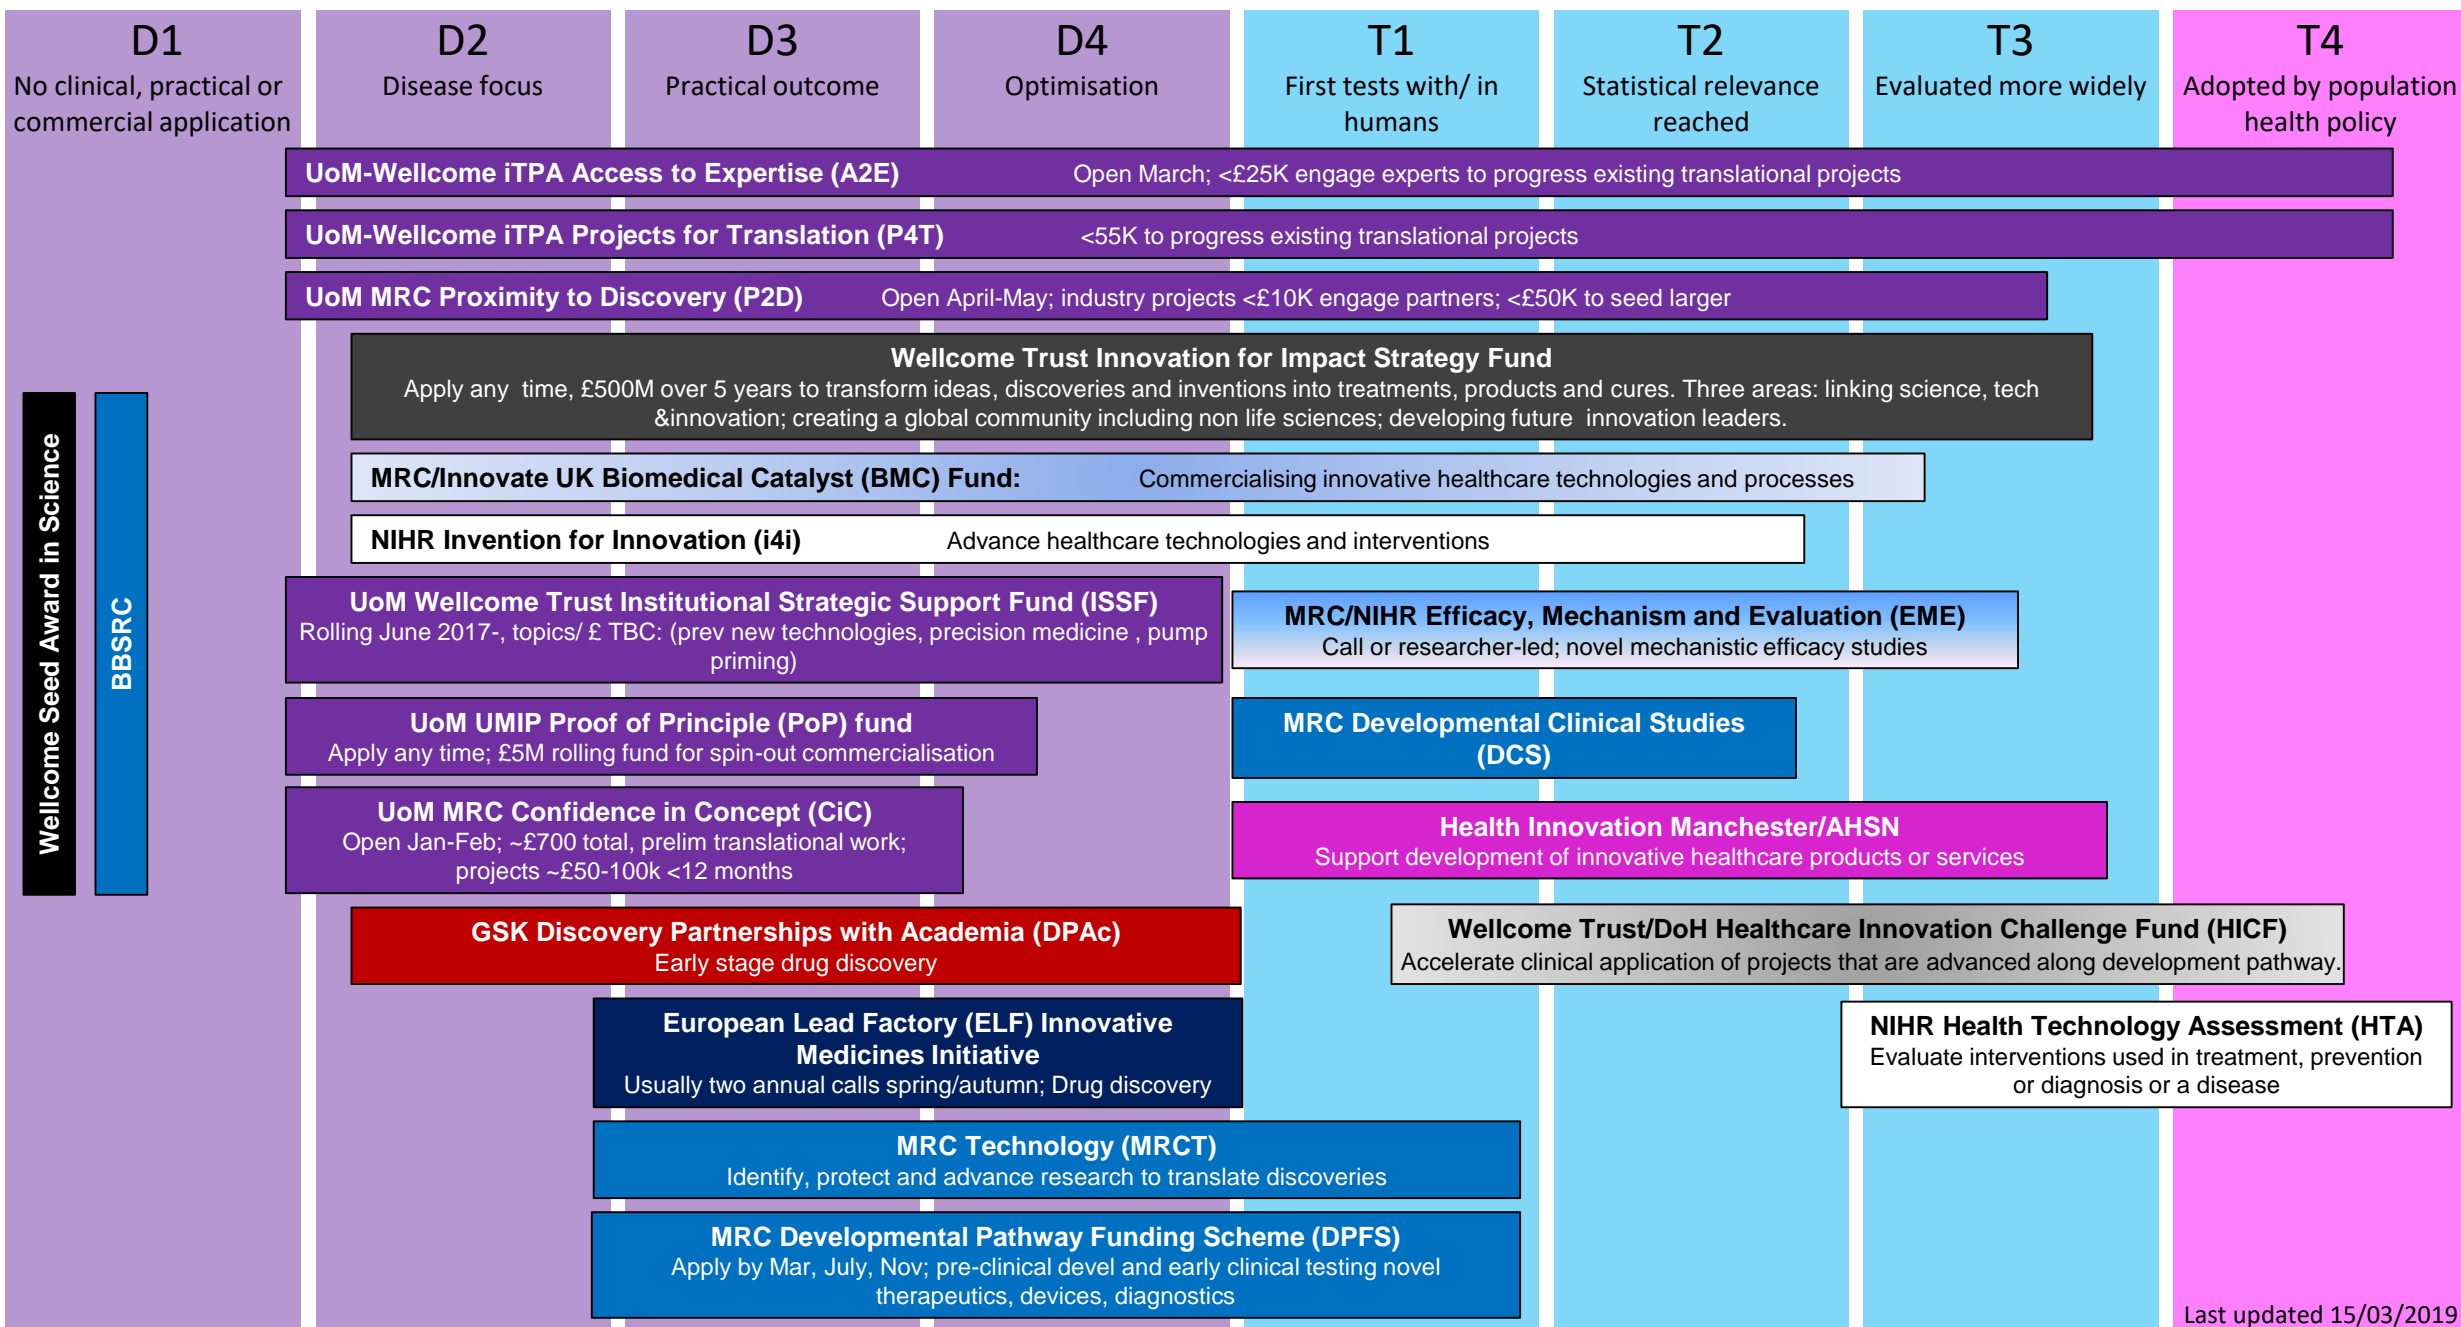 D1
No clinical, practical or
commercial application
D2
Disease focus
D3
Practical outcome
D4
Optimisation
T1
First tests with/ in
humans
T2
Statistical relevance
reached
T3
Evaluated more widely
T4
Adopted by population
health policy
UoM-Wellcome iTPA Access to Expertise (A2E) Open March; <£25K engage experts to progress existing translational projects
UoM-Wellcome iTPA Projects for Translation (P4T) <55K to progress existing translational projects
UoM MRC Proximity to Discovery (P2D) Open April-May; industry projects <£10K engage partners; <£50K to seed larger
Wellcome Trust Innovation for Impact Strategy Fund
Apply any time, £500M over 5 years to transform ideas, discoveries and inventions into treatments, products and cures. Three areas: linking science, tech
&innovation; creating a global community including non life sciences; developing future innovation leaders.
Wellcome Seed Award in Science
BBSRC
MRC/Innovate UK Biomedical Catalyst (BMC) Fund: Commercialising innovative healthcare technologies and processes
NIHR Invention for Innovation (i4i) Advance healthcare technologies and interventions
UoM Wellcome Trust Institutional Strategic Support Fund (ISSF)
Rolling June 2017-, topics/ £ TBC: (prev new technologies, precision medicine , pump
priming)
MRC/NIHR Efficacy, Mechanism and Evaluation (EME)
Call or researcher-led; novel mechanistic efficacy studies
UoM UMIP Proof of Principle (PoP) fund
Apply any time; £5M rolling fund for spin-out commercialisation
MRC Developmental Clinical Studies
(DCS)
UoM MRC Confidence in Concept (CiC)
Open Jan-Feb; ~£700 total, prelim translational work;
projects ~£50-100k <12 months
Health Innovation Manchester/AHSN
Support development of innovative healthcare products or services
GSK Discovery Partnerships with Academia (DPAc)
Early stage drug discovery
Wellcome Trust/DoH Healthcare Innovation Challenge Fund (HICF)
Accelerate clinical application of projects that are advanced along development pathway.
European Lead Factory (ELF) Innovative
Medicines Initiative
Usually two annual calls spring/autumn; Drug discovery
NIHR Health Technology Assessment (HTA)
Evaluate interventions used in treatment, prevention
or diagnosis or a disease
MRC Technology (MRCT)
Identify, protect and advance research to translate discoveries
MRC Developmental Pathway Funding Scheme (DPFS)
Apply by Mar, July, Nov; pre-clinical devel and early clinical testing novel
therapeutics, devices, diagnostics
Last updated 15/03/2019